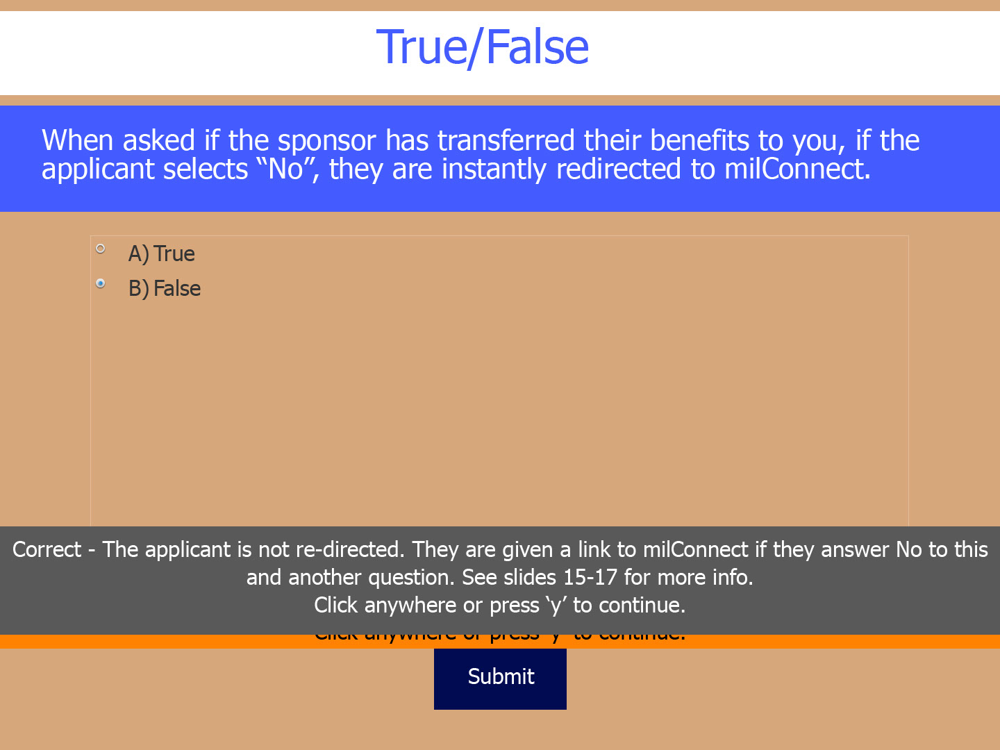 True/False
When asked if the sponsor has transferred their benefits to you, if the
applicant selects “No”, they are instantly redirected to milConnect.
A) True
B) False
Correct - The applicant is not re-directed. They are given a link to milConnect if they answer No to this
and another question. See slides 15-17 for more info.
Click anywhere or press ‘y’ to continue.
Click anywhere or press ‘y’ to continue.
Submit